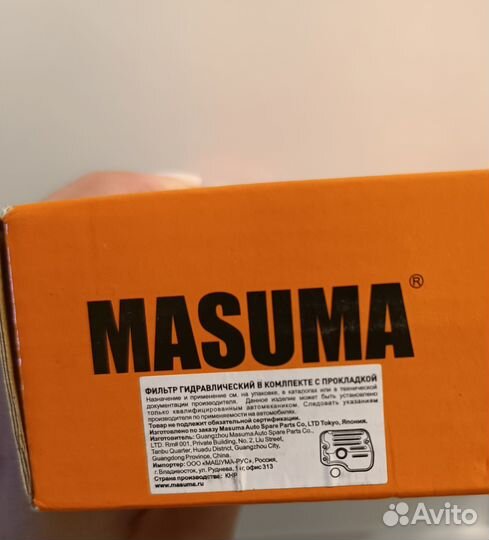 MASUMA®
ФИЛЬТР ГИДРАВЛИЧЕСКИЙ В КОМЛПЕКТЕ С ПРОКЛАДКОЙ
Назначение и применение см. на упаковке, в каталогах или в технической
документации производителя. Данное изделие может быть установлено
только квалифицированным автомехаником. Следовать указаниям
производителя по применяемости на автомобилях.
Товар не подлежит обязательной сертификации.
Изготовлено по заказу Masuma Auto Spare Parts Co., LTD Tokyo, Япония.
Изготовитель: Guangzhou Masuma Auto Spare Parts Co.,
LTD. Rm# 001, Private Building, No. 2, Liu Street,
Tanbu Quarter, Huadu District, Guangzhou City,
Guangdong Province, China.
Импортер: ООО «МАШУМА-РУС», Россия,
г. Владивосток, ул. Руднева, 1 кг, офис 313
Страна производства: КНР
www.masuma.ru
Avito